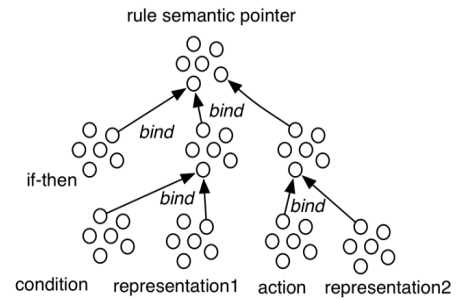 rule semantic pointer
bind
bind
if-then
bind
bind
condition
representation1
action
representation2